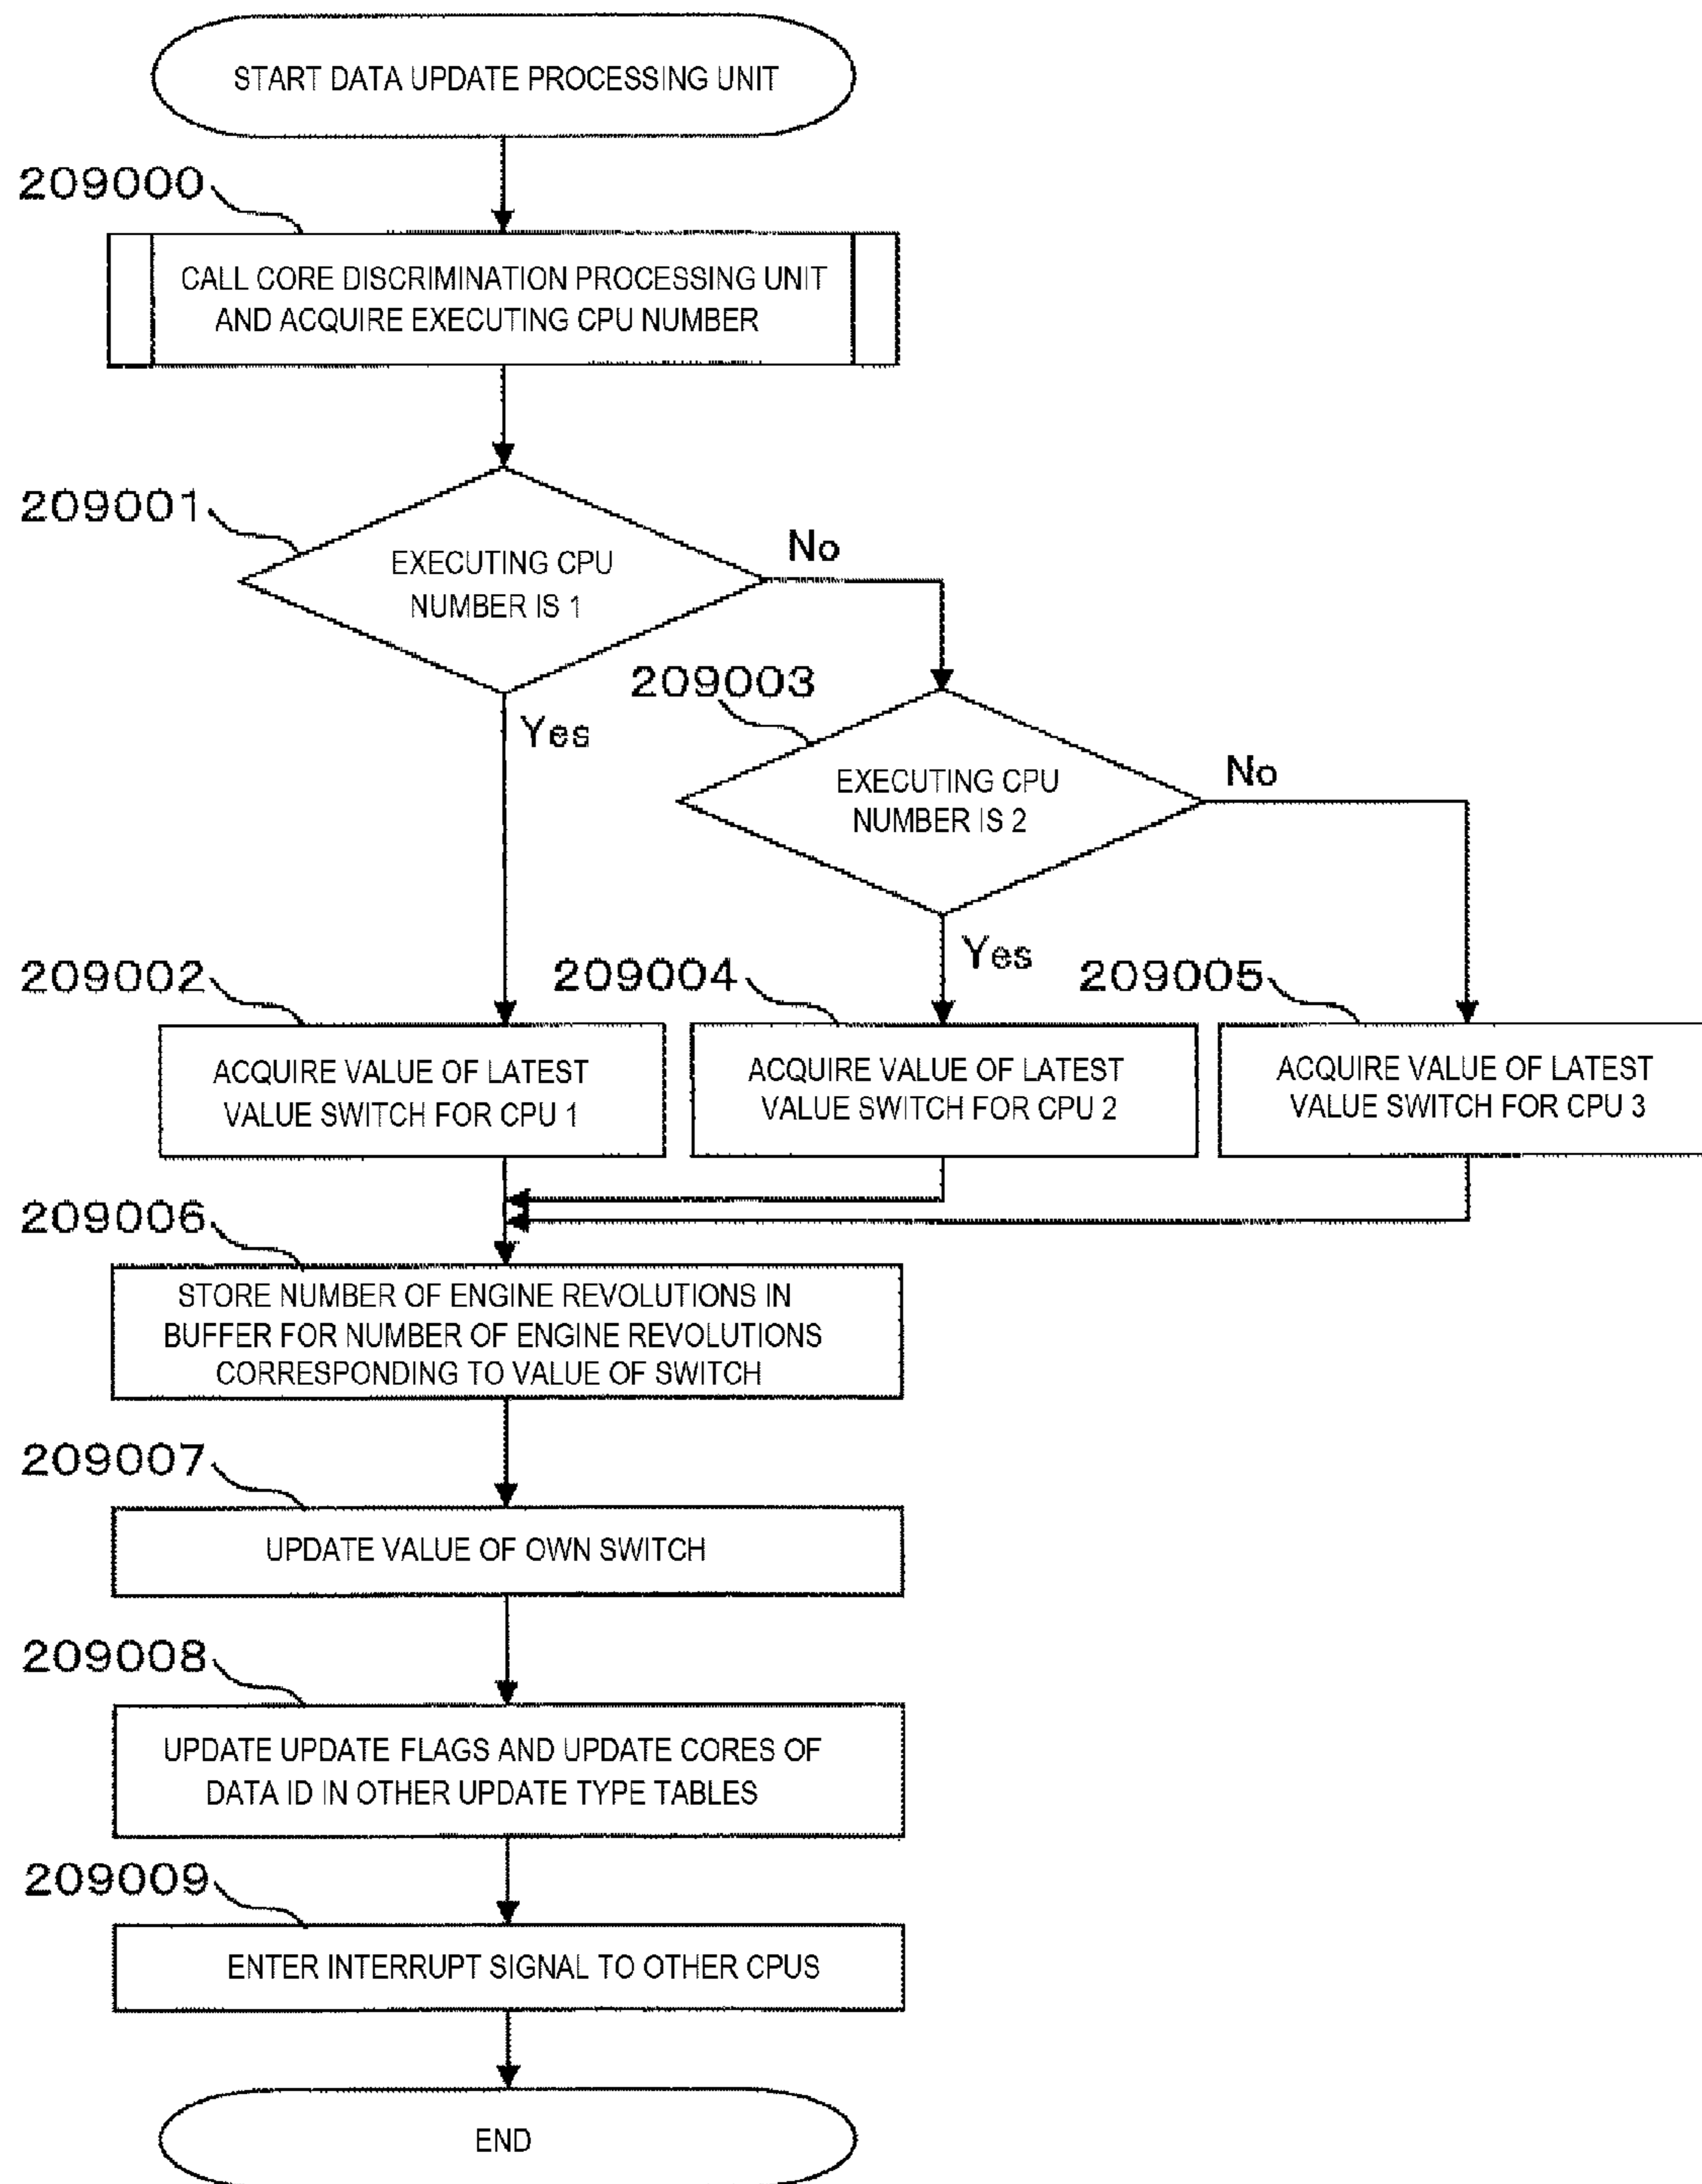 START DATA UPDATE PROCESSING UNIT
209000
CALL CORE DISCRIMINATION PROCESSING UNIT
AND ACQUIRE EXECUTING CPU NUMBER
209001
EXECUTING CPU
NUMBER IS 1
No
Yes
209003
EXECUTING CPU
NUMBER IS 2
No
Yes
209002
ACQUIRE VALUE OF LATEST
VALUE SWITCH FOR CPU 1
209004
ACQUIRE VALUE OF LATEST
VALUE SWITCH FOR CPU 2
209005
ACQUIRE VALUE OF LATEST
VALUE SWITCH FOR CPU 3
209006
STORE NUMBER OF ENGINE REVOLUTIONS IN
BUFFER FOR NUMBER OF ENGINE REVOLUTIONS
CORRESPONDING TO VALUE OF SWITCH
209007
UPDATE VALUE OF OWN SWITCH
209008
UPDATE UPDATE FLAGS AND UPDATE CORES OF
DATA ID IN OTHER UPDATE TYPE TABLES
209009
ENTER INTERRUPT SIGNAL TO OTHER CPUS
END